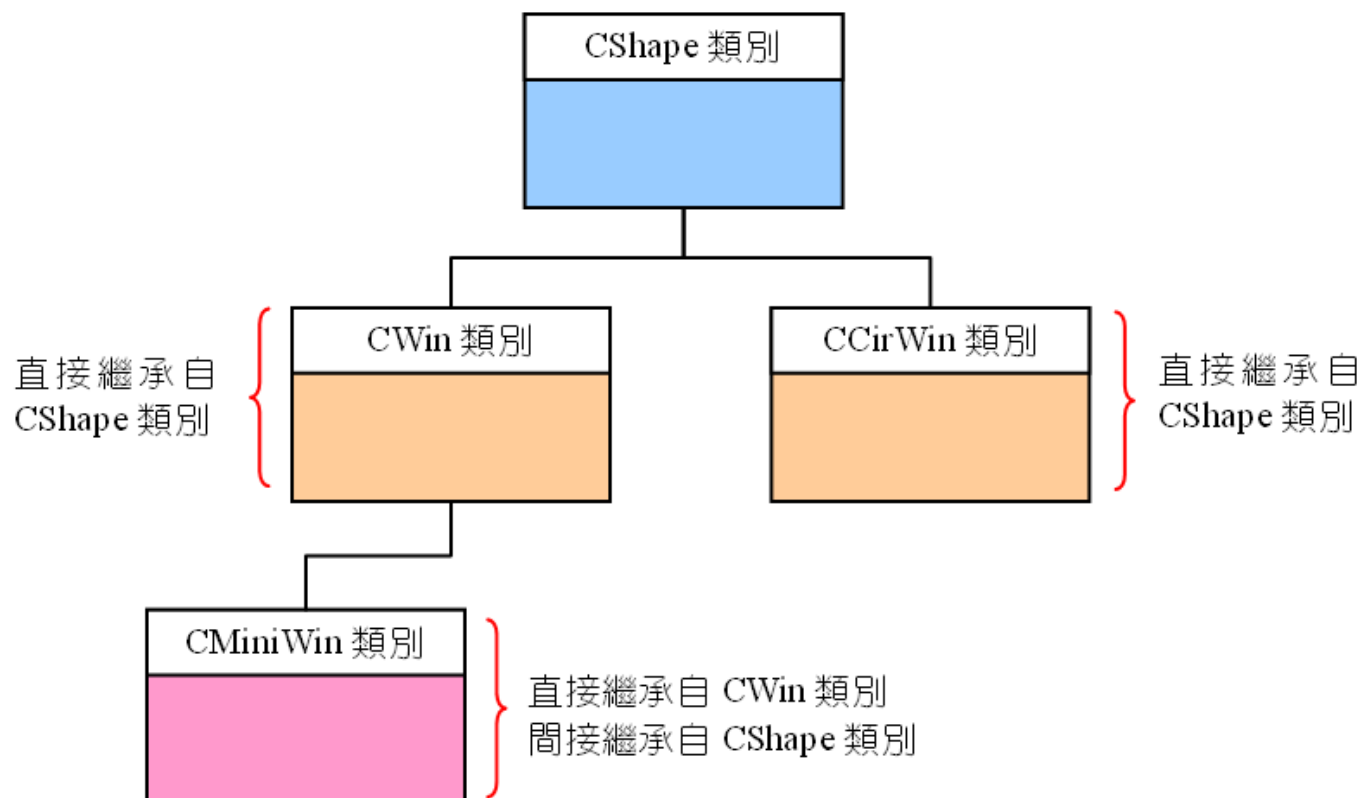 CShape 類別
CWin 類別
CCirWin 類別
直接繼承自
CShape 類別
直接繼承自
CShape 類別
CMiniWin 類別
直接繼承自 CWin 類別
間接繼承自 CShape 類別